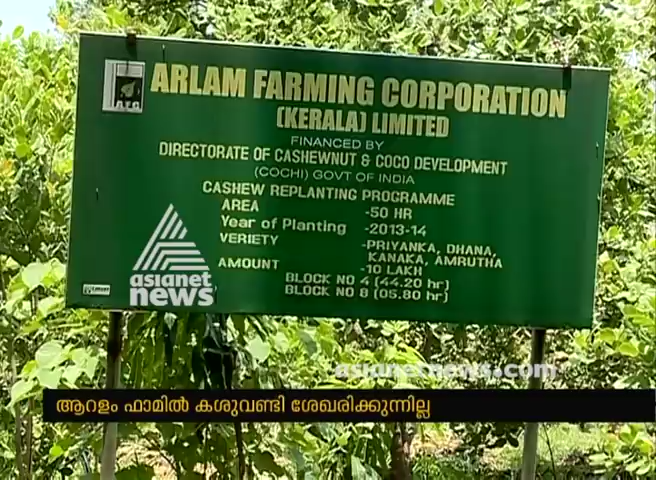 AFC
ARLAM FARMING CORPORATION
(KERALA) LIMITED
FINANCED BY
DIRECTORATE OF CASHEWNUT & COCO DEVELOPMENT
(COCHI) GOVT OF INDIA
CASHEW REPLANTING PROGRAMME
AREA -50 HR
Year of Planting -2013-14
VERIETY -PRIYANKA, DHANA,
KANAKA, AMRUTHA
AMOUNT -10 LAKH
BLOCK NO 4 (44.20 hr)
BLOCK NO 8 (05.80 hr)
asianet
news
asianetnews.com
ആറളം ഫാമിൽ കശുവണ്ടി ശേഖരിക്കുന്നില്ല